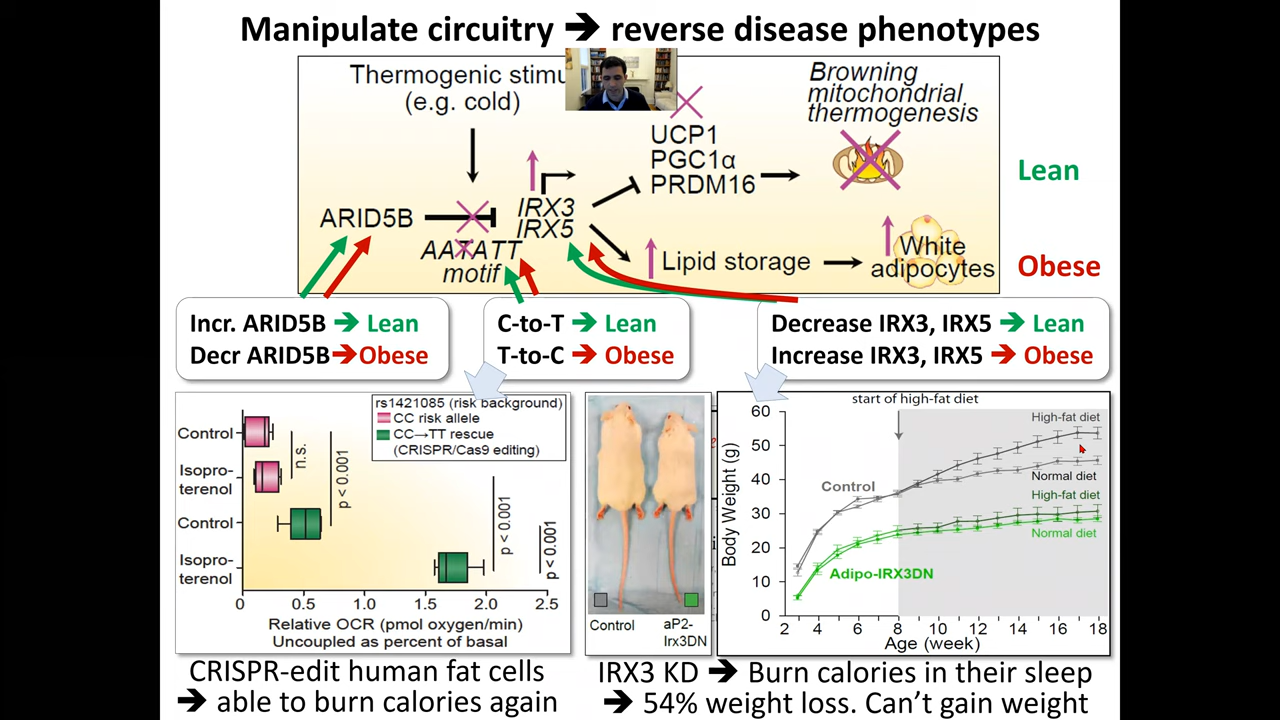 Manipulate circuitry ➔ reverse disease phenotypes
Thermogenic stimu
(e.g. cold)
Browning
mitochondrial
thermogenesis
UCP1
PGC1α
PRDM16
Lean
ARID5B
IRX3
IRX5
AATATT
motif
Lipid storage
White
adipocytes
Obese
Incr. ARID5B ➔ Lean
Decr ARID5B ➔ Obese
C-to-T ➔ Lean
T-to-C ➔ Obese
Decrease IRX3, IRX5 ➔ Lean
Increase IRX3, IRX5 ➔ Obese
rs1421085 (risk background)
CC risk allele
CC→TT rescue
(CRISPR/Cas9 editing)
Control
Isopro-
terenol
Control
Isopro-
terenol
n.s.
p < 0.001
p < 0.001
p < 0.001
0 0.5 1.0 1.5 2.0 2.5
Relative OCR (pmol oxygen/min)
Uncoupled as percent of basal
Control
aP2-
Irx3DN
start of high-fat diet
Body Weight (g)
60
50
40
30
20
10
0
High-fat diet
Normal diet
Control
High-fat diet
Normal diet
Adipo-IRX3DN
2 4 6 8 10 12 14 16 18
Age (week)
CRISPR-edit human fat cells
➔ able to burn calories again
IRX3 KD ➔ Burn calories in their sleep
➔ 54% weight loss. Can't gain weight